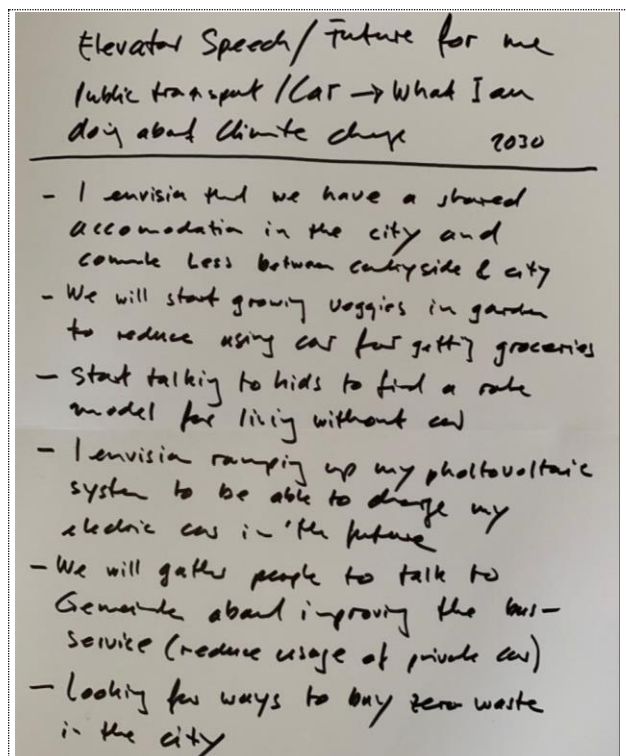 Elevator Speech / Future for me
Public transport / Car → What I am
doing about Climite change 2030
- I envision that we have a shared
accomodation in the city and
commute less between contryside & city
- We will start growing veggies in garden
to reduce using car for getting groceries
- Start talking to kids to find a role
model for living without car
- I envision ramping up my photovoltaic
system to be able to charge my
electric car in the future
- We will gather people to talk to
Gemeinde about improving the bus-
service (reduce usage of private car)
- Looking for ways to buy zero waste
in the city